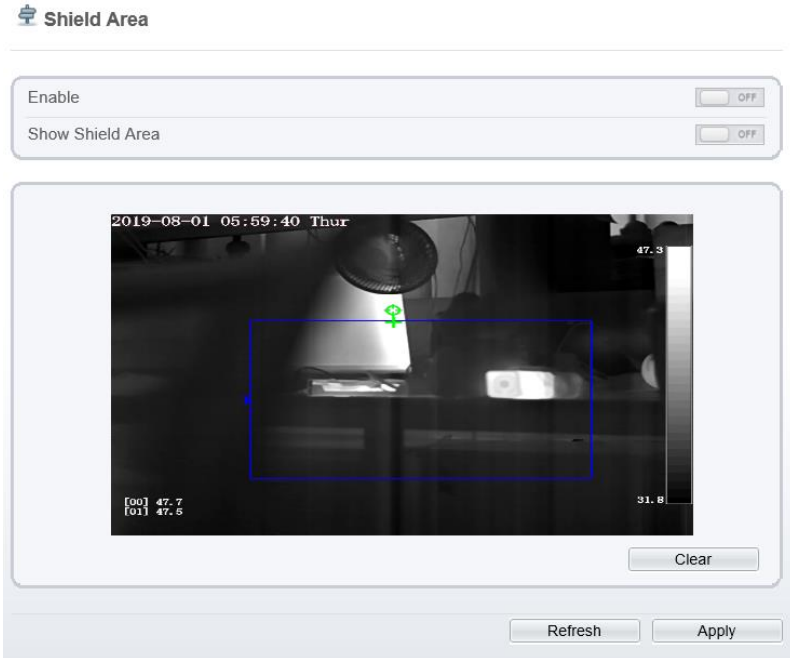 Shield Area
Enable
OFF
Show Shield Area
OFF
2019-08-01 05:59:40 Thur
47.3
[00] 47.7
[01] 47.5
31.8
Clear
Refresh
Apply